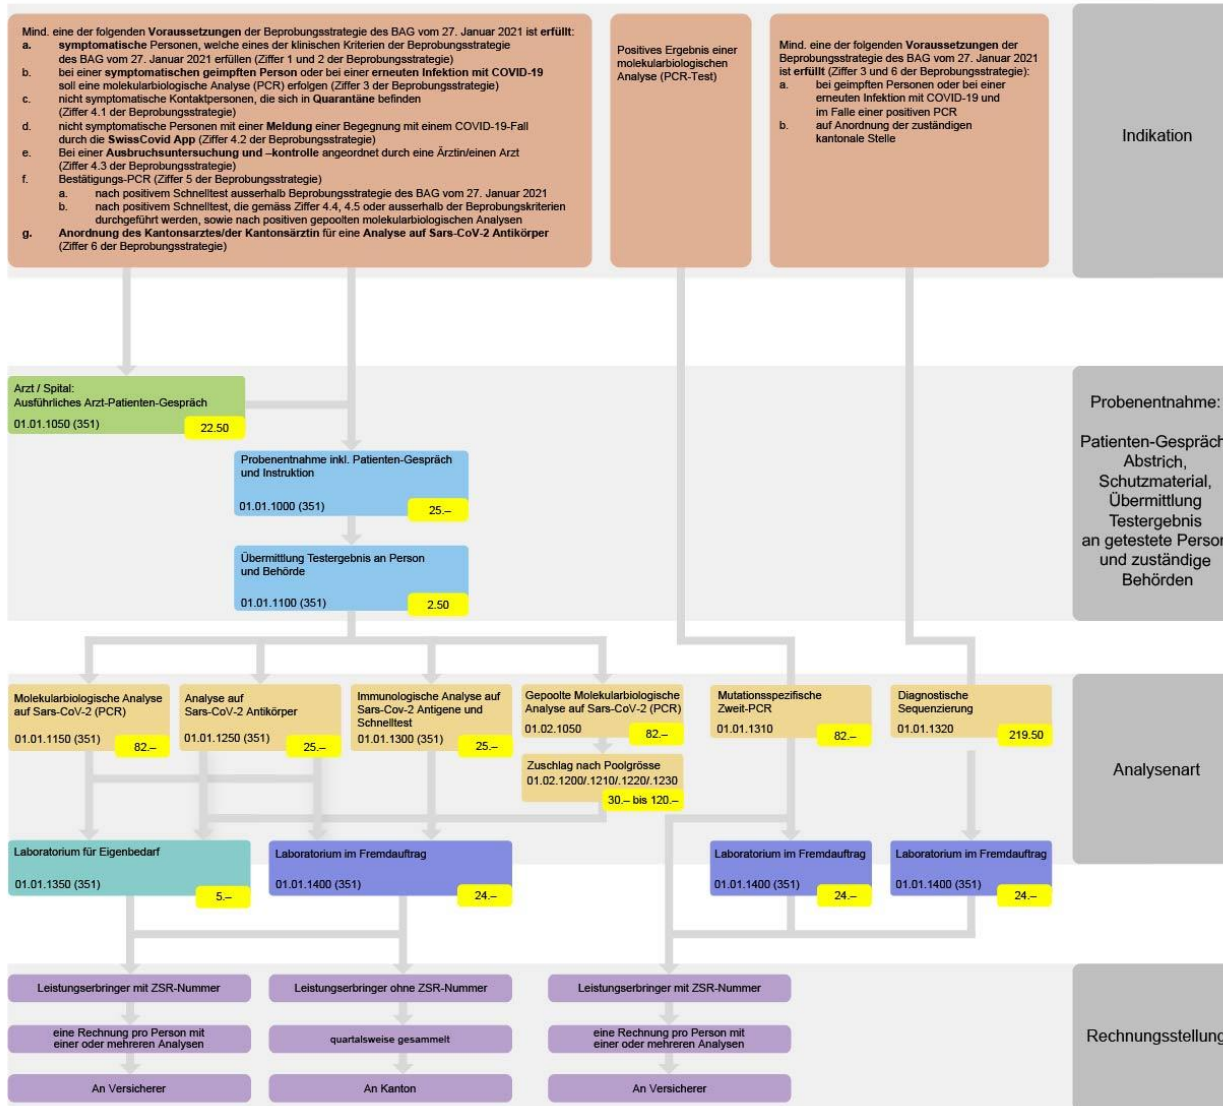 Mind. eine der folgenden Voraussetzungen der Beprobungsstrategie des BAG vom 27. Januar 2021 ist erfüllt:
a. symptomatische Personen, welche eines der klinischen Kriterien der Beprobungsstrategie
des BAG vom 27. Januar 2021 erfüllen (Ziffer 1 und 2 der Beprobungsstrategie)
b. bei einer symptomatischen geimpften Person oder bei einer erneuten Infektion mit COVID-19
soll eine molekularbiologische Analyse (PCR) erfolgen (Ziffer 3 der Beprobungsstrategie)
c. nicht symptomatische Kontaktpersonen, die sich in Quarantäne befinden
(Ziffer 4.1 der Beprobungsstrategie)
d. nicht symptomatische Personen mit einer Meldung einer Begegnung mit einem COVID-19-Fall
durch die SwissCovid App (Ziffer 4.2 der Beprobungsstrategie)
e. Bei einer Ausbruchsuntersuchung und –kontrolle angeordnet durch eine Ärztin/einen Arzt
(Ziffer 4.3 der Beprobungsstrategie)
f. Bestätigungs-PCR (Ziffer 5 der Beprobungsstrategie)
a. nach positivem Schnelltest ausserhalb Beprobungsstrategie des BAG vom 27. Januar 2021
b. nach positivem Schnelltest, die gemäss Ziffer 4.4, 4.5 oder ausserhalb der Beprobungskriterien
durchgeführt werden, sowie nach positiven gepoolten molekularbiologischen Analysen
g. Anordnung des Kantonsarztes/der Kantonsärztin für eine Analyse auf Sars-CoV-2 Antikörper
(Ziffer 6 der Beprobungsstrategie)
Positives Ergebnis einer
molekularbiologischen
Analyse (PCR-Test)
Mind. eine der folgenden Voraussetzungen der
Beprobungsstrategie des BAG vom 27. Januar 2021
ist erfüllt (Ziffer 3 und 6 der Beprobungsstrategie):
a. bei geimpften Personen oder bei einer
erneuten Infektion mit COVID-19 und
im Falle einer positiven PCR
b. auf Anordnung der zuständigen
kantonale Stelle
Indikation
Arzt / Spital:
Ausführliches Arzt-Patienten-Gespräch
01.01.1050 (351)
22.50
Probenentnahme inkl. Patienten-Gespräch
und Instruktion
01.01.1000 (351)
25.–
Übermittlung Testergebnis an Person
und Behörde
01.01.1100 (351)
2.50
Probenentnahme:
Patienten-Gespräch
Abstrich,
Schutzmaterial,
Übermittlung
Testergebnis
an getestete Person
und zuständige
Behörden
Molekularbiologische Analyse
auf Sars-CoV-2 (PCR)
01.01.1150 (351)
82.–
Analyse auf
Sars-CoV-2 Antikörper
01.01.1250 (351)
25.–
Immunologische Analyse auf
Sars-Cov-2 Antigene und
Schnelltest
01.01.1300 (351)
25.–
Gepoolte Molekularbiologische
Analyse auf Sars-CoV-2 (PCR)
01.02.1050
82.–
Zuschlag nach Poolgrösse
01.02.1200/.1210/.1220/.1230
30.– bis 120.–
Mutationsspezifische
Zweit-PCR
01.01.1310
82.–
Diagnostische
Sequenzierung
01.01.1320
219.50
Analysenart
Laboratorium für Eigenbedarf
01.01.1350 (351)
5.–
Laboratorium im Fremdauftrag
01.01.1400 (351)
24.–
Laboratorium im Fremdauftrag
01.01.1400 (351)
24.–
Laboratorium im Fremdauftrag
01.01.1400 (351)
24.–
Leistungserbringer mit ZSR-Nummer
Leistungserbringer ohne ZSR-Nummer
Leistungserbringer mit ZSR-Nummer
eine Rechnung pro Person mit
einer oder mehreren Analysen
quartalsweise gesammelt
eine Rechnung pro Person mit
einer oder mehreren Analysen
An Versicherer
An Kanton
An Versicherer
Rechnungsstellung